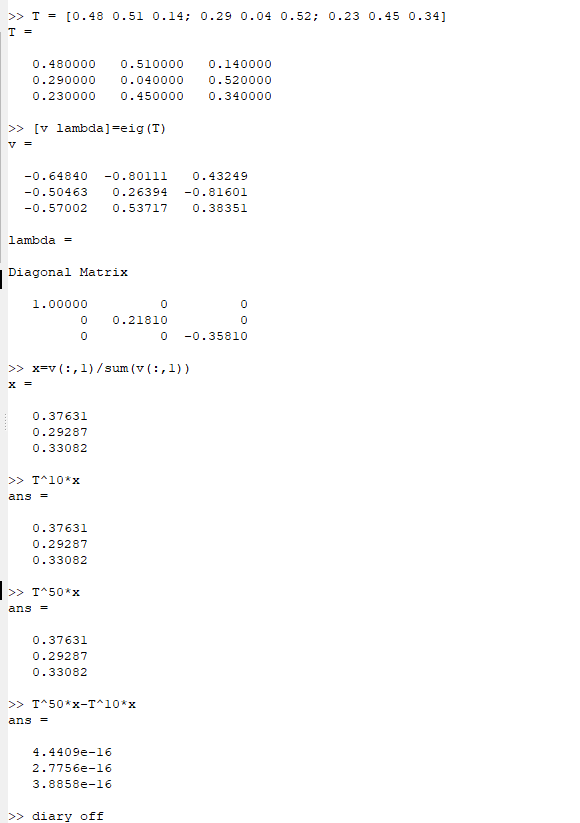 >> T = [0.48 0.51 0.14; 0.29 0.04 0.52; 0.23 0.45 0.34]
T =
0.480000 0.510000 0.140000
0.290000 0.040000 0.520000
0.230000 0.450000 0.340000
>> [v lambda]=eig(T)
v =
-0.64840 -0.80111 0.43249
-0.50463 0.26394 -0.81601
-0.57002 0.53717 0.38351
lambda =
Diagonal Matrix
1.00000 0 0
0 0.21810 0
0 0 -0.35810
>> x=v(:,1)/sum(v(:,1))
x =
0.37631
0.29287
0.33082
>> T^10*x
ans =
0.37631
0.29287
0.33082
>> T^50*x
ans =
0.37631
0.29287
0.33082
>> T^50*x-T^10*x
ans =
4.4409e-16
2.7756e-16
3.8858e-16
>> diary off